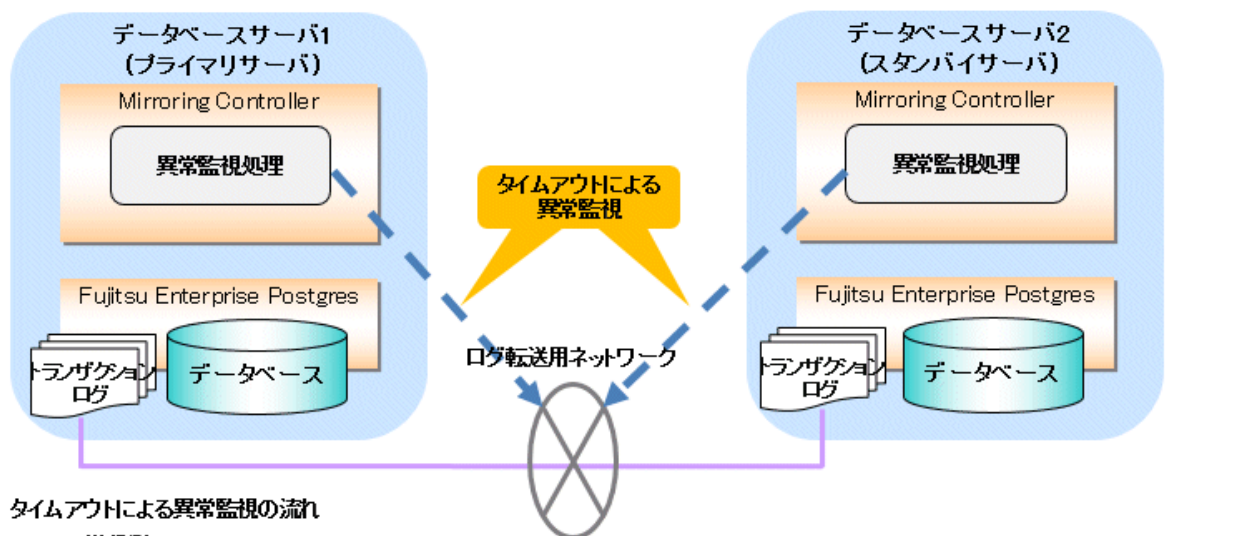 データベースサーバ1
(プライマリサーバ)
Mirroring Controller
異常監視処理
Fujitsu Enterprise Postgres
トランザクション
ログ
データベース
タイムアウトによる
異常監視
ログ転送用ネットワーク
データベースサーバ2
(スタンバイサーバ)
Mirroring Controller
異常監視処理
Fujitsu Enterprise Postgres
トランザクション
ログ
データベース
タイムアウトによる異常監視の流れ